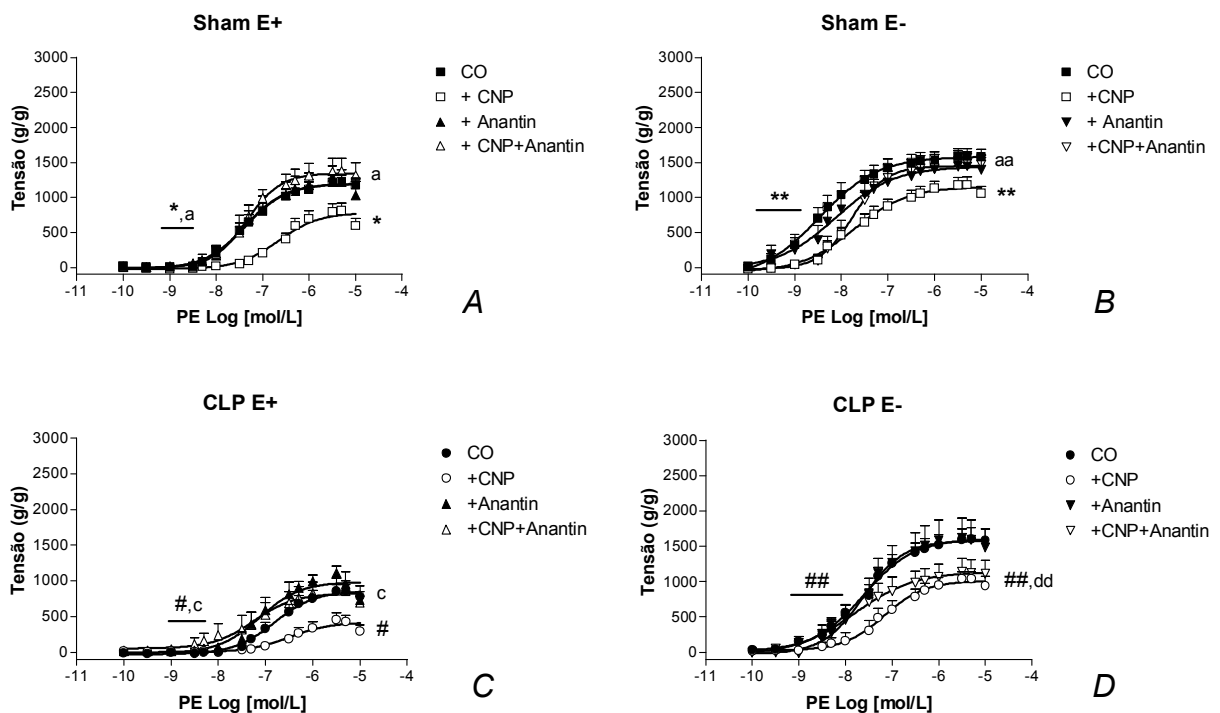 Sham E+
Tensão (g/g)
3000
2500
2000
1500
1000
500
0
-11 -10 -9 -8 -7 -6 -5 -4
PE Log [mol/L]
CO
+ CNP
+ Anantin
+ CNP+Anantin
*,a
a
*
A
Sham E-
Tensão (g/g)
3000
2500
2000
1500
1000
500
0
-11 -10 -9 -8 -7 -6 -5 -4
PE Log [mol/L]
CO
+CNP
+ Anantin
+CNP+Anantin
**
aa
**
B
CLP E+
Tensão (g/g)
3000
2500
2000
1500
1000
500
0
-11 -10 -9 -8 -7 -6 -5 -4
PE Log [mol/L]
CO
+CNP
+Anantin
+CNP+Anantin
#,c
c
#
C
CLP E-
Tensão (g/g)
3000
2500
2000
1500
1000
500
0
-11 -10 -9 -8 -7 -6 -5 -4
PE Log [mol/L]
CO
+CNP
+Anantin
+CNP+Anantin
##
##,dd
D